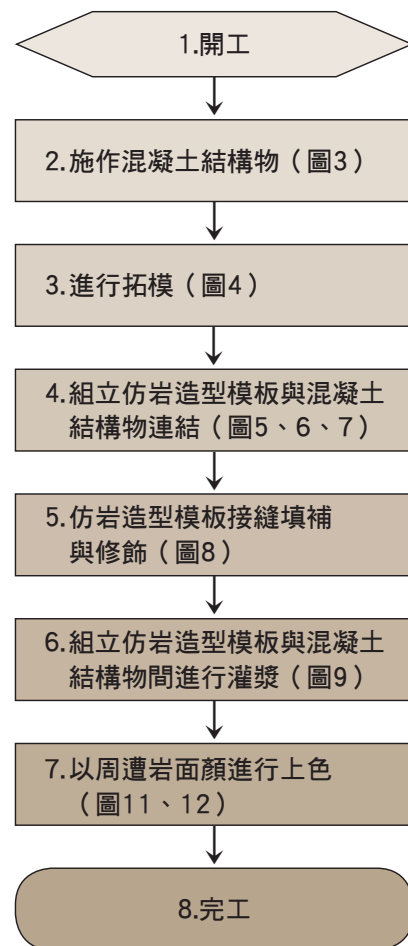 1.開工
2.施作混凝土結構物（圖3）
3.進行拓模（圖4）
4.組立仿岩造型模板與混凝土
結構物連結（圖5、6、7）
5.仿岩造型模板接縫填補
與修飾（圖8）
6.組立仿岩造型模板與混凝土
結構物間進行灌漿（圖9）
7.以周遭岩面顏進行上色
（圖11、12）
8.完工